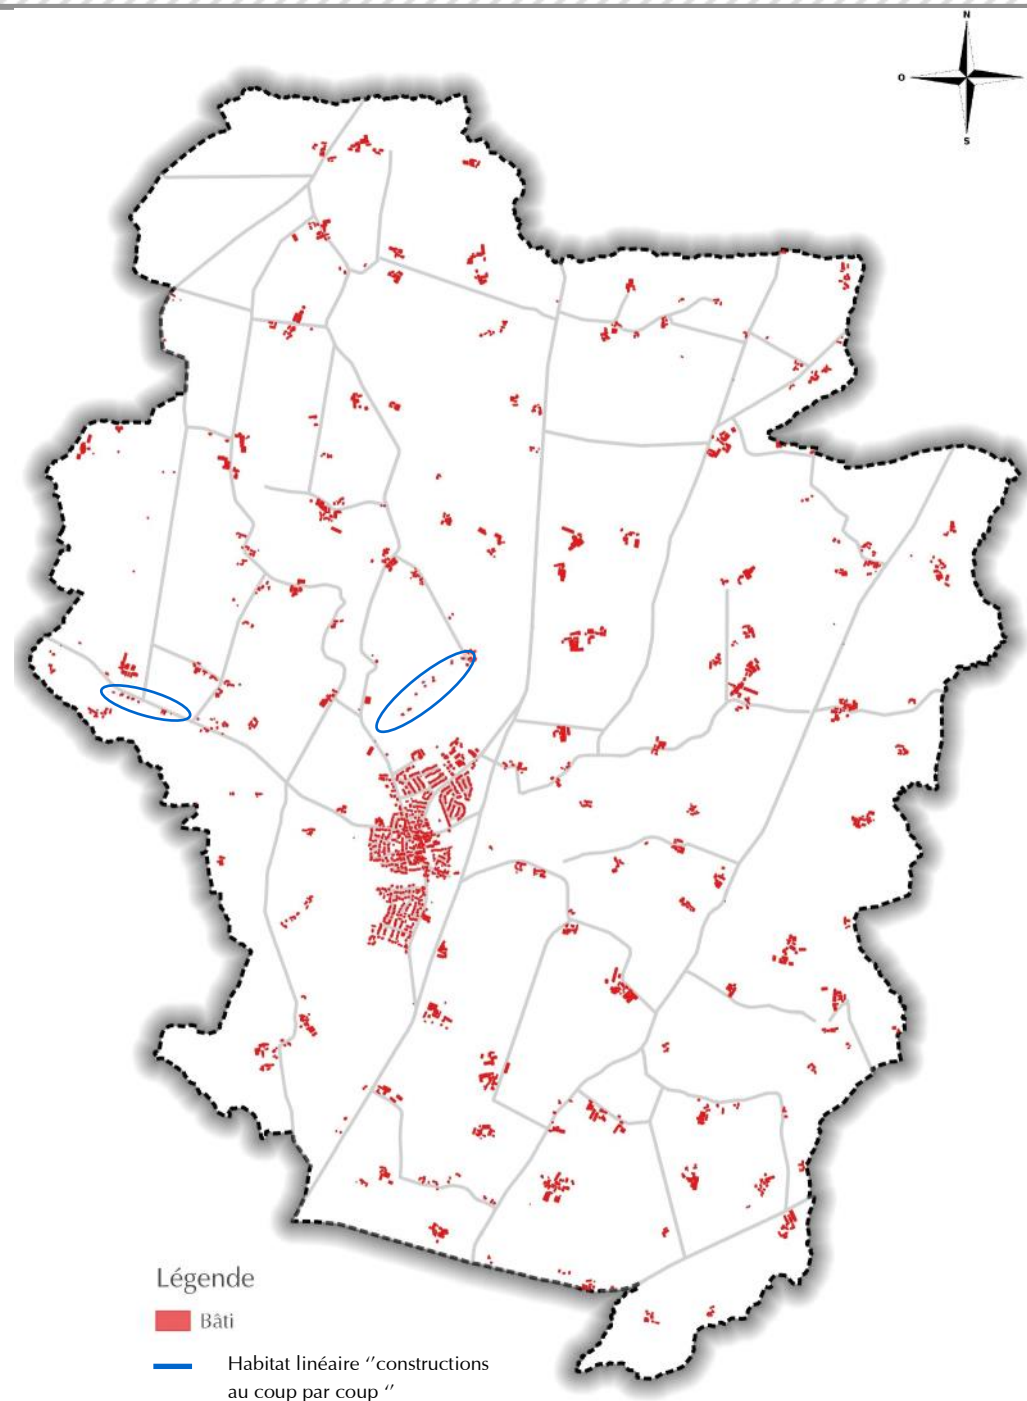 N
O
S
Légende
Bâti
Habitat linéaire ‘’constructions
au coup par coup ‘’